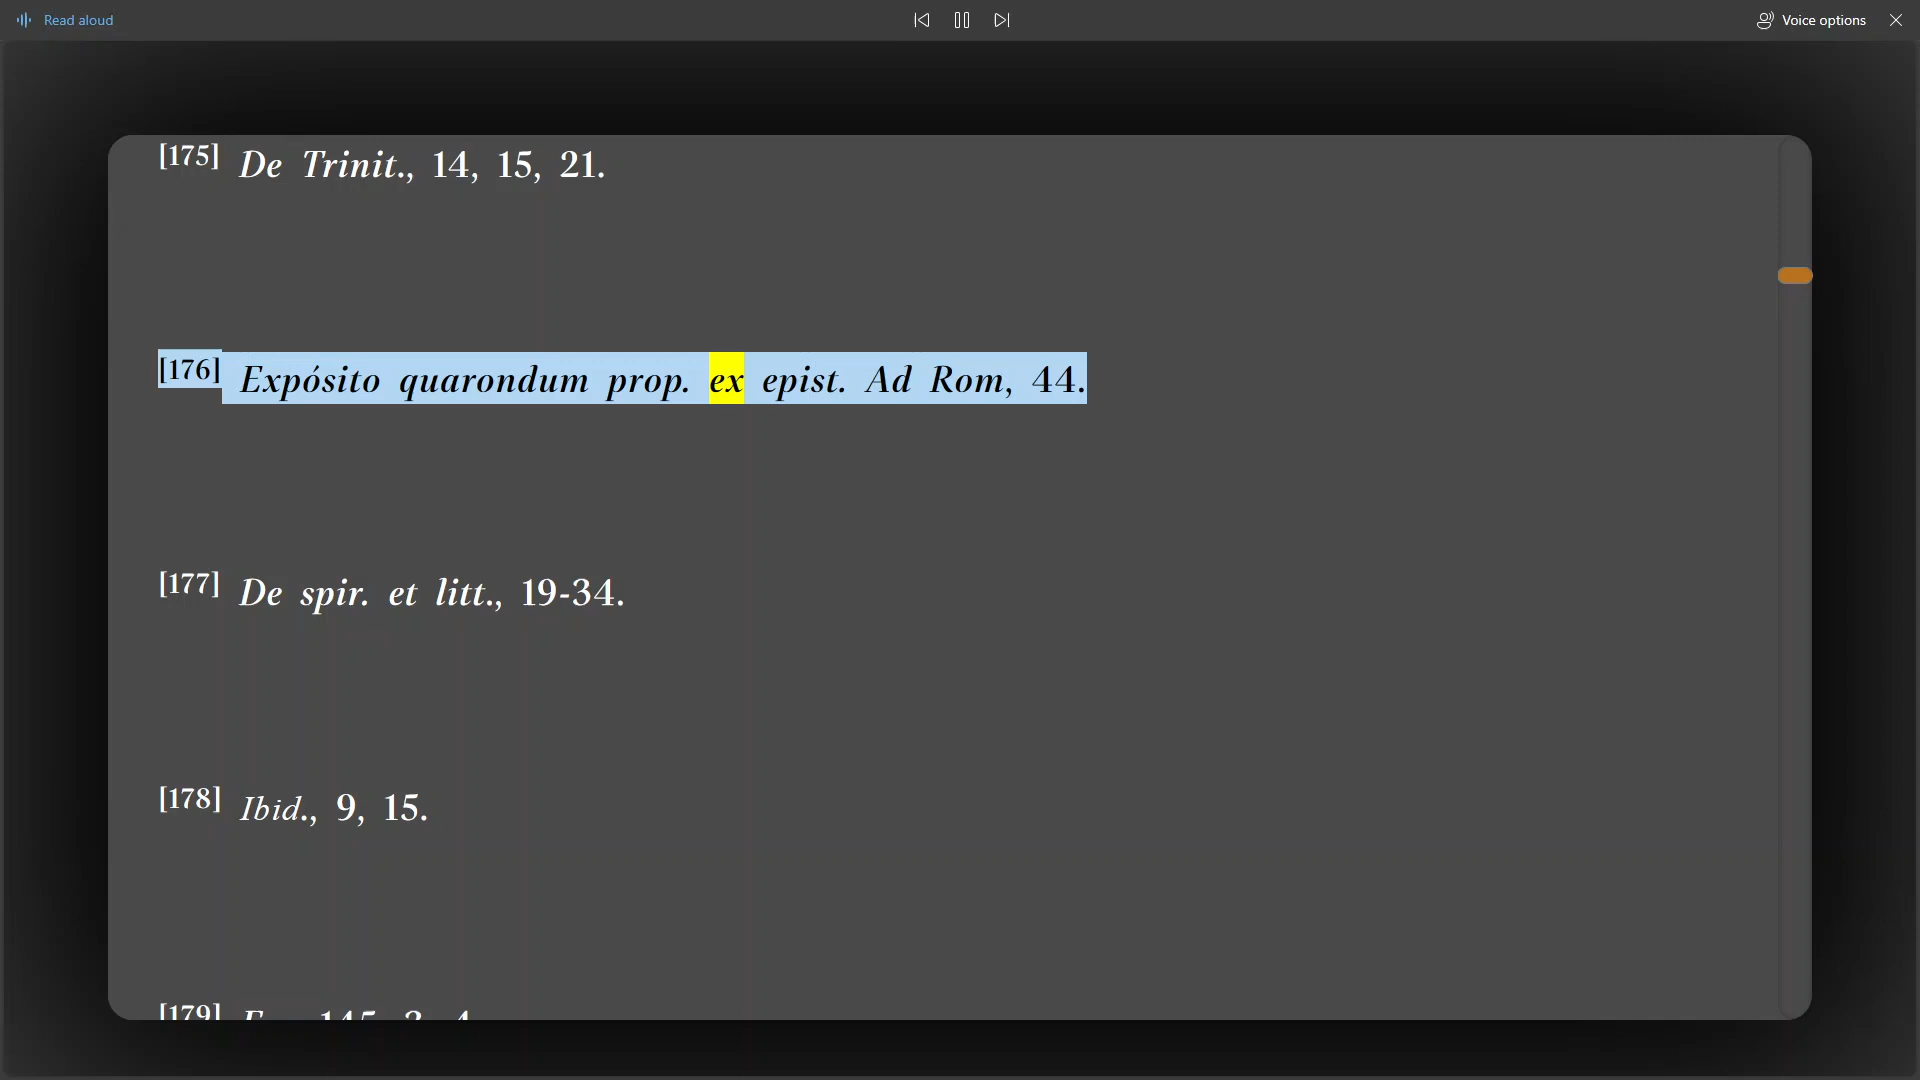 Read aloud
Voice options
[175] De Trinit., 14, 15, 21.
[176] Expósito quarondum prop. ex epist. Ad Rom, 44.
[177] De spir. et litt., 19-34.
[178] Ibid., 9, 15.
[179]